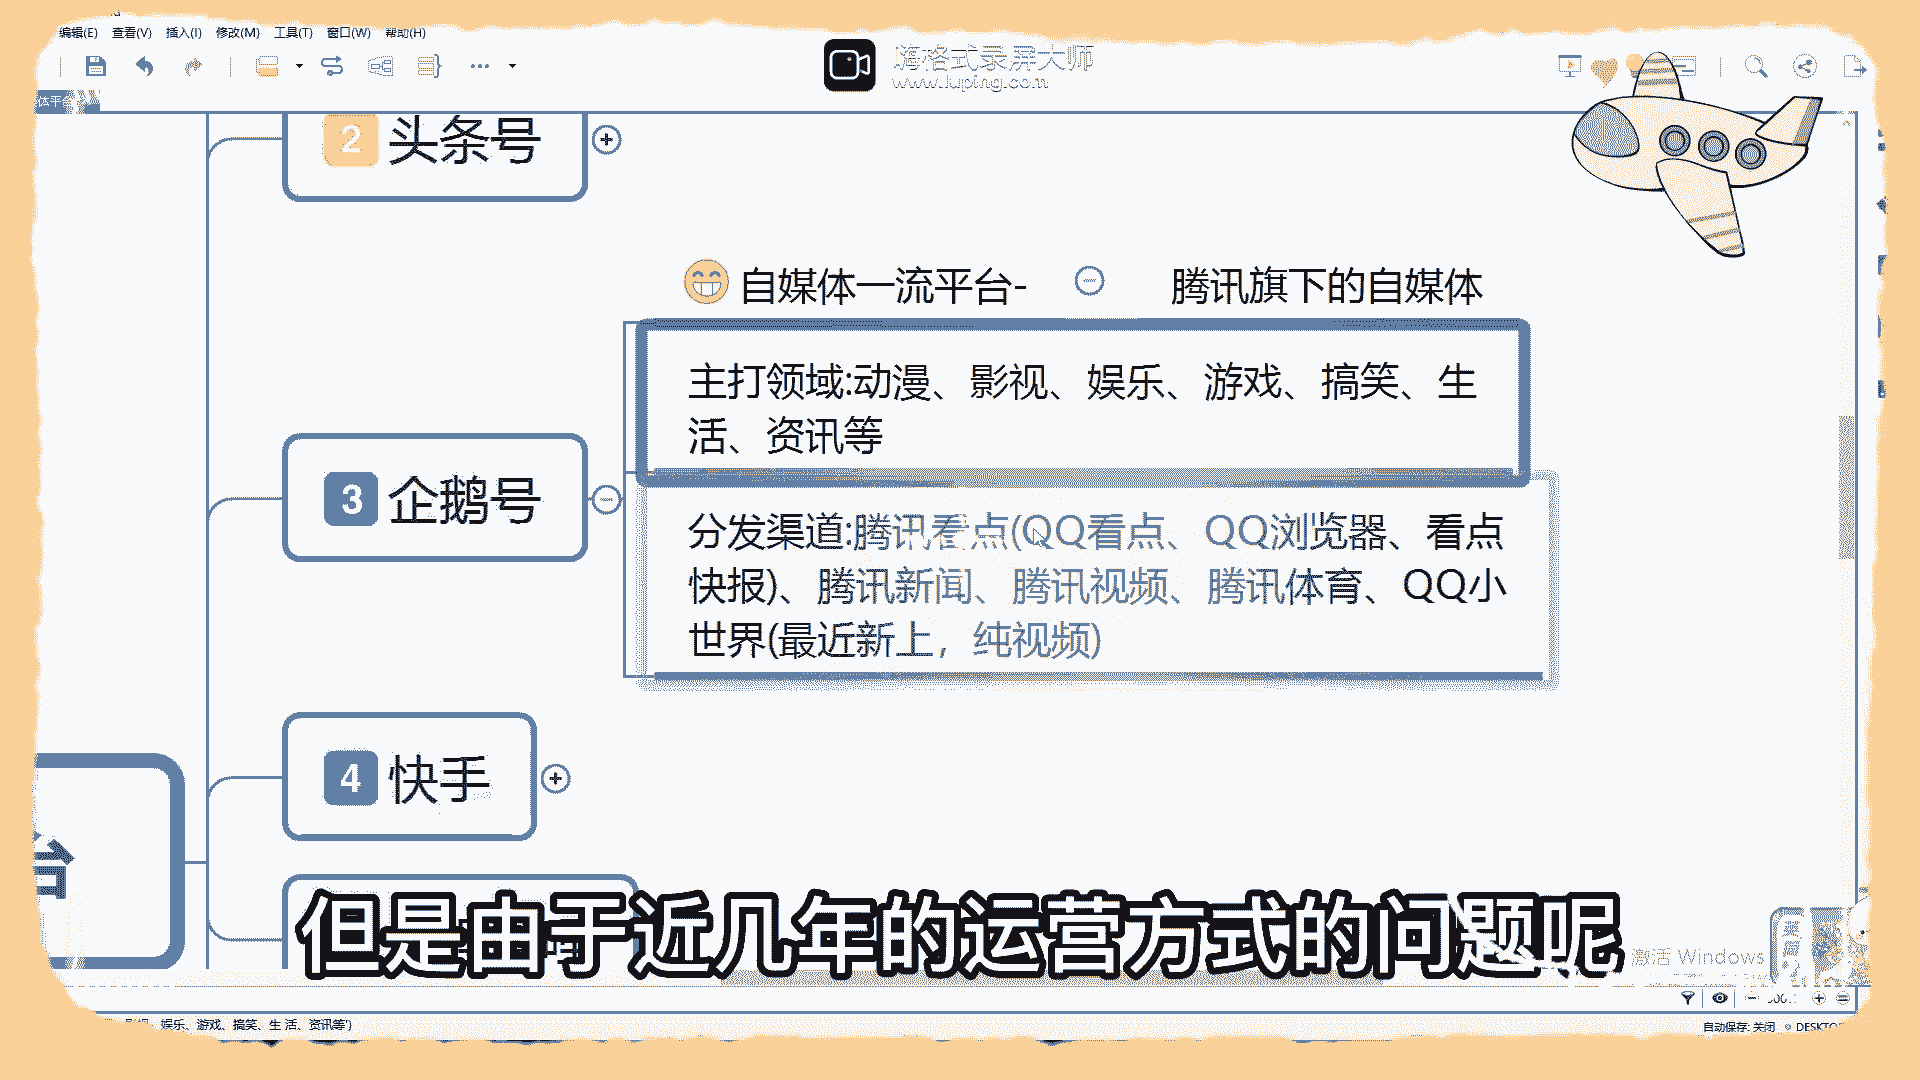 编辑(E) 查看(V) 插入(I) 修改(M) 工具(T) 窗口(W) 帮助(H)
嗨格式录屏大师
www.luping.com
体平台
2 头条号
自媒体一流平台-
腾讯旗下的自媒体
主打领域:动漫、影视、娱乐、游戏、搞笑、生
活、资讯等
3 企鹅号
分发渠道:腾讯看点(QQ看点、QQ浏览器、看点
快报)、腾讯新闻、腾讯视频、腾讯体育、QQ小
世界(最近新上，纯视频)
4 快手
台
但是由于近几年的运营方式的问题呢
激活 Windows
娱乐、游戏、搞笑、生 活、资讯等')
自动保存: 关闭